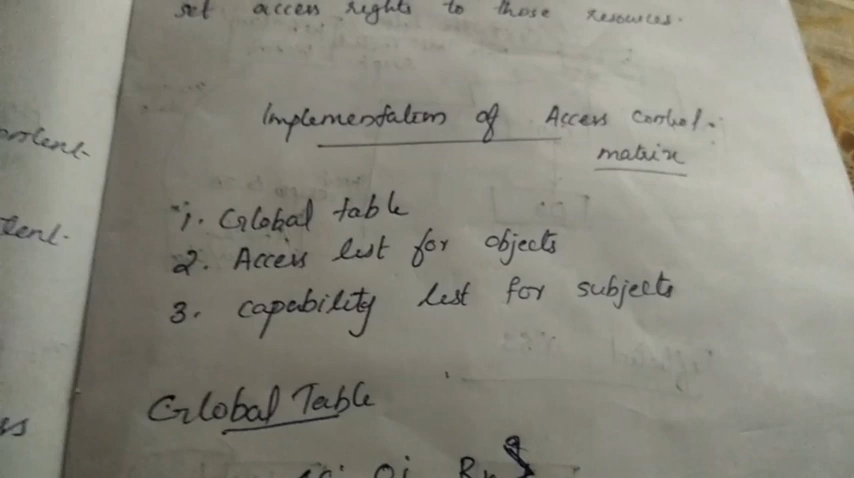 set access rights to those resources.
Implementation of Access control.
matrix
1. Global table
2. Access list for objects
3. capability list for subjects
Global Table